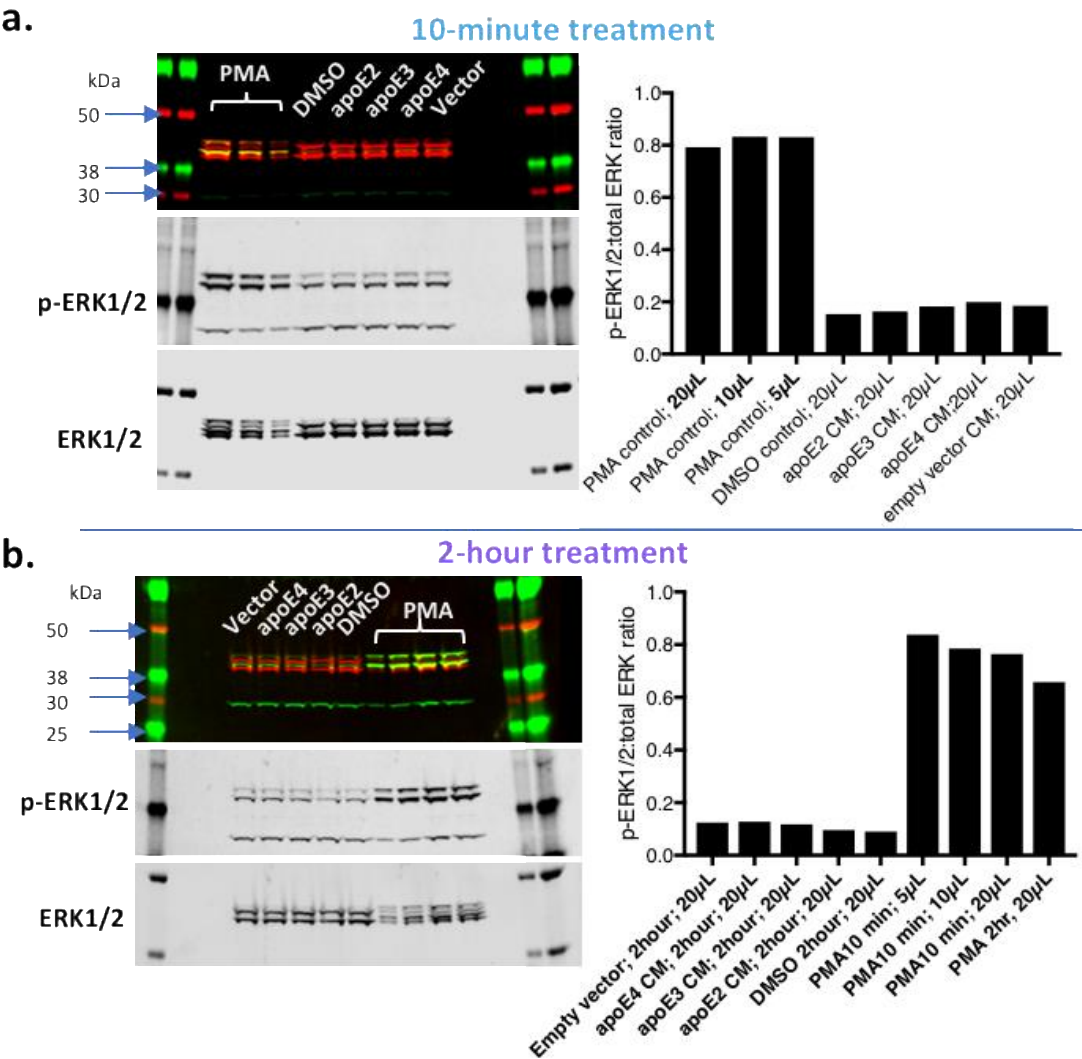 a.
10-minute treatment
kDa
50
38
30
PMA
DMSO
apoE2
apoE3
apoE4
Vector
p-ERK1/2
ERK1/2
p-ERK1/2:total ERK ratio
1.0
0.8
0.6
0.4
0.2
0.0
PMA control; 20µL
PMA control; 10µL
PMA control; 5µL
DMSO control; 20µL
apoE2 CM; 20µL
apoE3 CM; 20µL
apoE4 CM;20µL
empty vector CM; 20µL
b.
2-hour treatment
kDa
50
38
30
25
Vector
apoE4
apoE3
apoE2
DMSO
PMA
p-ERK1/2
ERK1/2
p-ERK1/2:total ERK ratio
1.0
0.8
0.6
0.4
0.2
0.0
Empty vector; 2hour; 20µL
apoE4 CM; 2hour; 20µL
apoE3 CM; 2hour; 20µL
apoE2 CM; 2hour; 20µL
DMSO 2hour; 20µL
PMA10 min; 5µL
PMA10 min; 10µL
PMA10 min; 20µL
PMA 2hr, 20µL